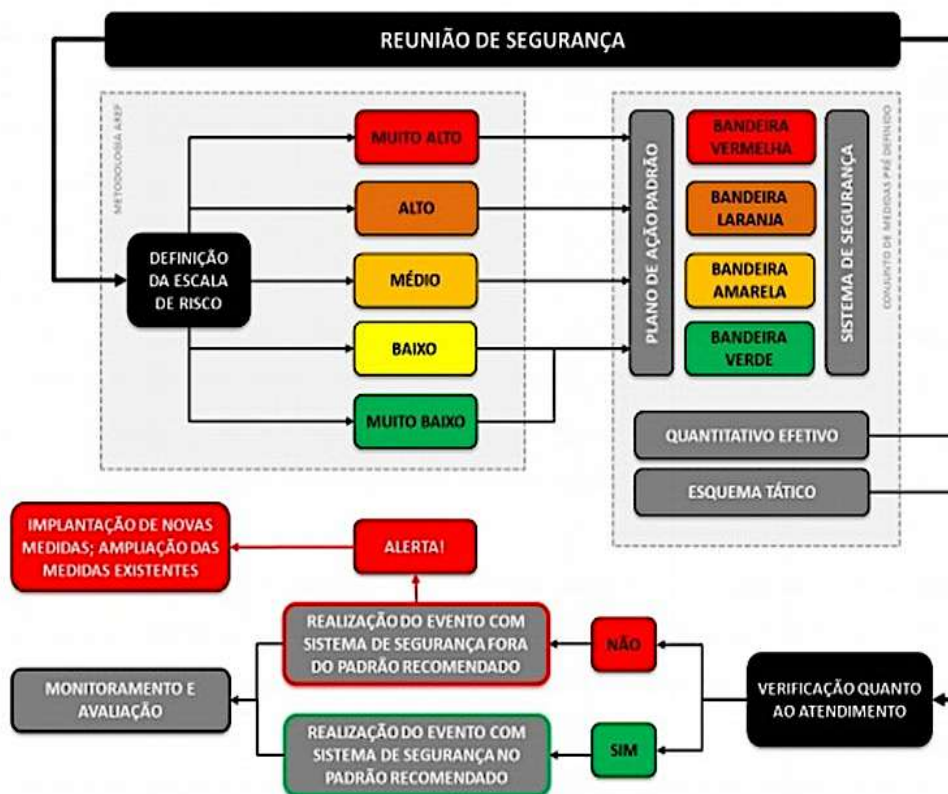 REUNIÃO DE SEGURANÇA
METODOLOGIA AREF
DEFINIÇÃO
DA ESCALA
DE RISCO
MUITO ALTO
ALTO
MÉDIO
BAIXO
MUITO BAIXO
PLANO DE AÇÃO PADRÃO
BANDEIRA
VERMELHA
BANDEIRA
LARANJA
BANDEIRA
AMARELA
BANDEIRA
VERDE
SISTEMA DE SEGURANÇA
CONJUNTO DE MEDIDAS PRÉ DEFINIDO
QUANTITATIVO EFETIVO
ESQUEMA TÁTICO
IMPLANTAÇÃO DE NOVAS
MEDIDAS; AMPLIAÇÃO DAS
MEDIDAS EXISTENTES
ALERTA!
REALIZAÇÃO DO EVENTO COM
SISTEMA DE SEGURANÇA FORA
DO PADRÃO RECOMENDADO
NÃO
MONITORAMENTO E
AVALIAÇÃO
VERIFICAÇÃO QUANTO
AO ATENDIMENTO
REALIZAÇÃO DO EVENTO COM
SISTEMA DE SEGURANÇA NO
PADRÃO RECOMENDADO
SIM